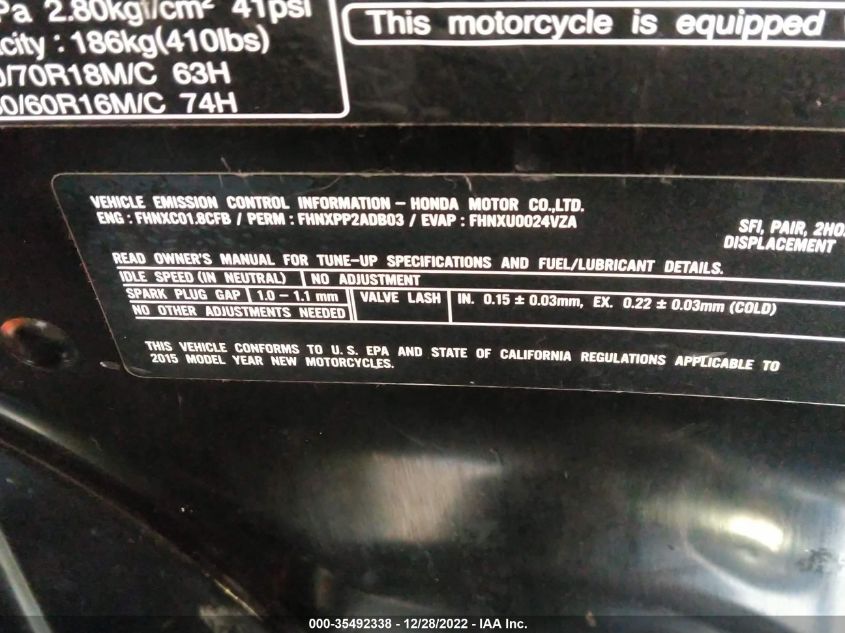 Pa 2.80kgf/cm² 41psi
city : 186kg(410lbs)
/70R18M/C 63H
0/60R16M/C 74H
This motorcycle is equipped
VEHICLE EMISSION CONTROL INFORMATION – HONDA MOTOR CO.,LTD.
ENG : FHNXC01.8CFB / PERM : FHNXPP2ADB03 / EVAP : FHNXU0024VZA
SFI, PAIR, 2HO
DISPLACEMENT
READ OWNER'S MANUAL FOR TUNE-UP SPECIFICATIONS AND FUEL/LUBRICANT DETAILS.
IDLE SPEED (IN NEUTRAL) NO ADJUSTMENT
SPARK PLUG GAP 1.0 – 1.1 mm VALVE LASH IN. 0.15 ± 0.03mm, EX. 0.22 ± 0.03mm (COLD)
NO OTHER ADJUSTMENTS NEEDED
THIS VEHICLE CONFORMS TO U.S. EPA AND STATE OF CALIFORNIA REGULATIONS APPLICABLE TO
2015 MODEL YEAR NEW MOTORCYCLES.
000-35492338 - 12/28/2022 - IAA Inc.